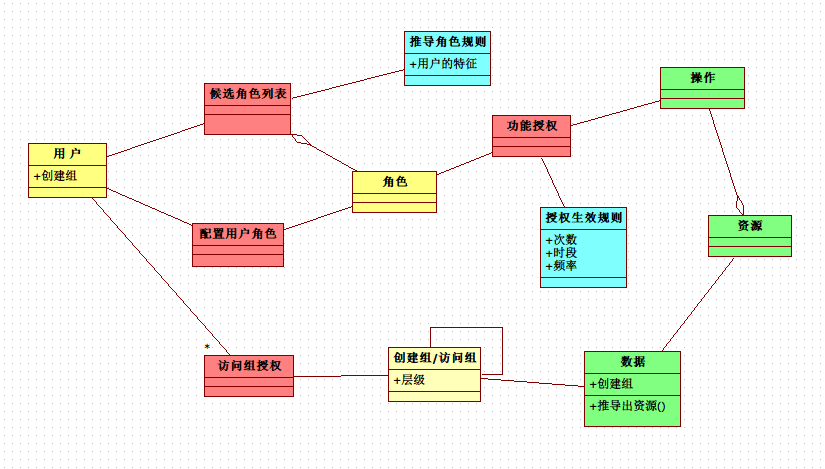 推导角色规则
+用户的特征
操作
候选角色列表
功能授权
用 户
+创建组
角色
授权生效规则
+次数
+时段
+频率
资源
配置用户角色
*
访问组授权
创建组/访问组
+层级
数据
+创建组
+推导出资源()